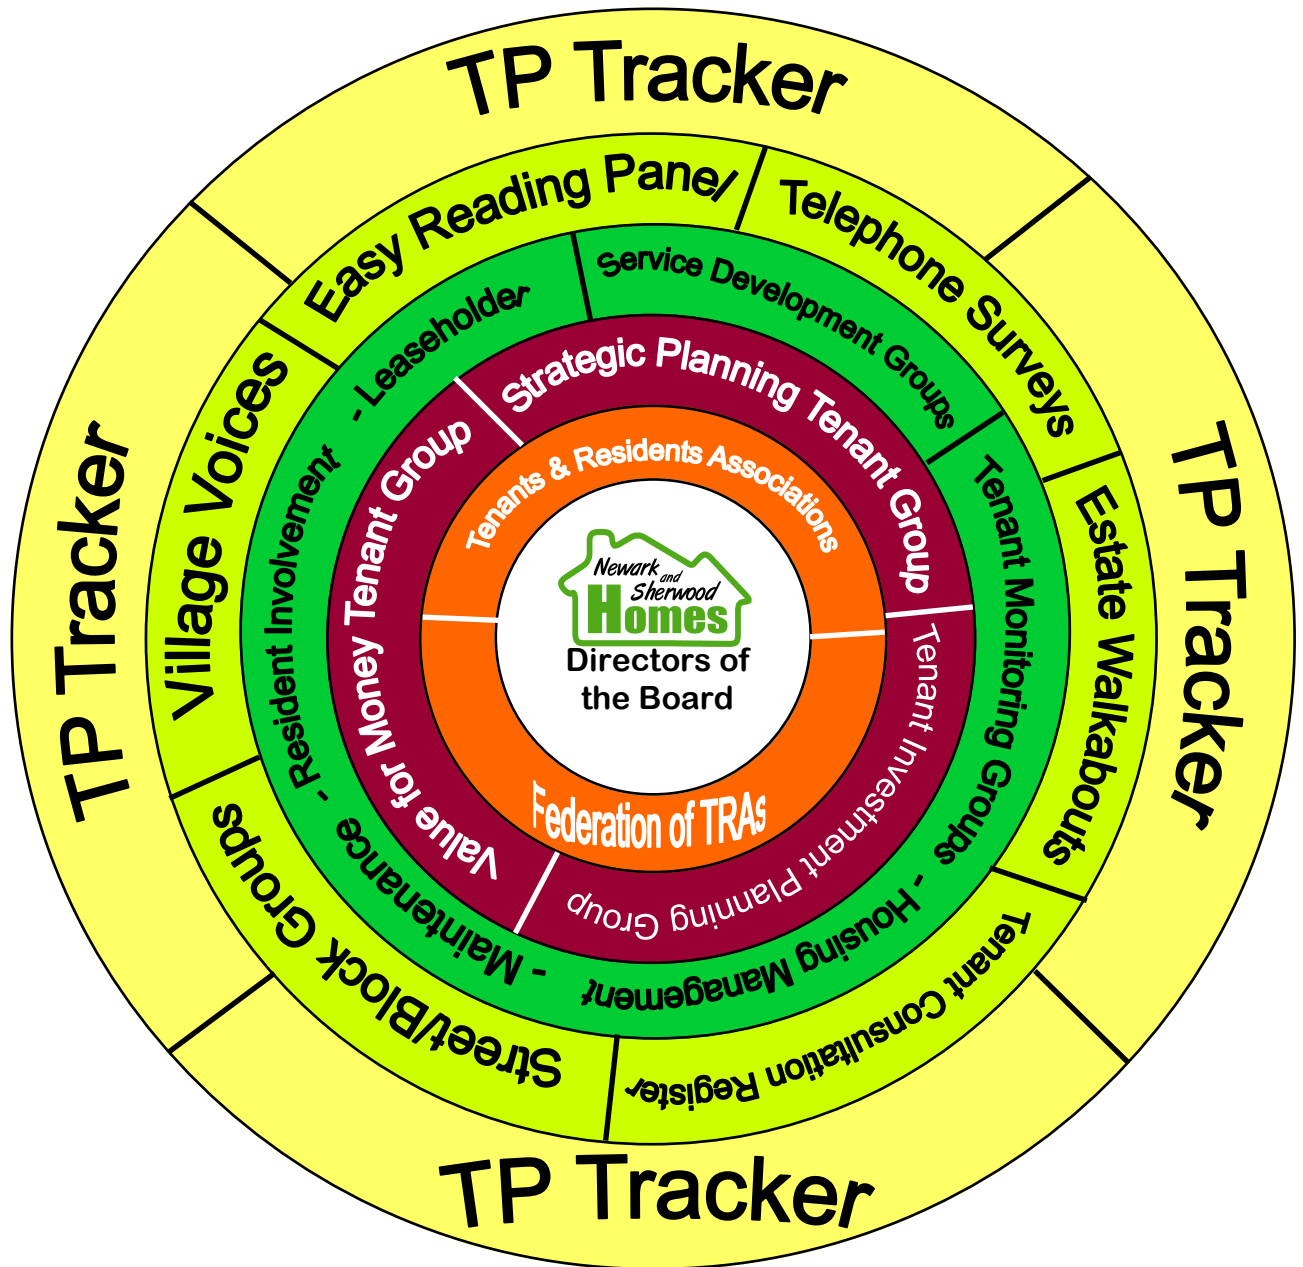 TP Tracker
TP Tracker
TP Tracker
TP Tracker
Easy Reading Panel
Telephone Surveys
Estate Walkabouts
Tenant Consultation Register
Street/Block Groups
Village Voices
Service Development Groups
Tenant Monitoring Groups - Housing Management - Maintenance - Resident Involvement - Leaseholder
Strategic Planning Tenant Group
Tenant Investment Planning Group
Value for Money Tenant Group
Tenants & Residents Associations
Federation of TRAs
Newark
and
Sherwood
Homes
Directors of
the Board